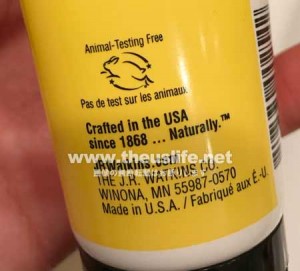 Animal-Testing Free
Pas de test sur les animaux
Crafted in the USA
since 1868 ... Naturally.™
www.theuslife.net
THE J.R. WATKINS CO.
WINONA, MN 55987-0570
Made in U.S.A. / Fabriqué aux É.-U.